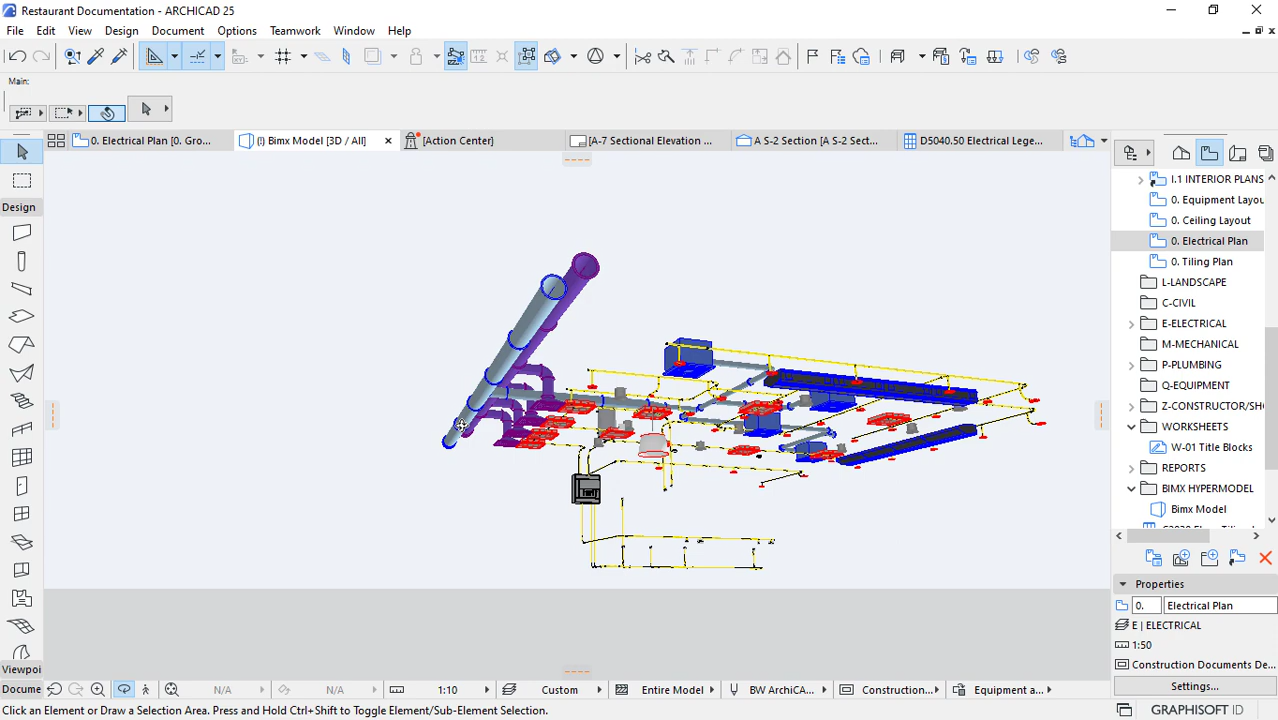 Restaurant Documentation - ARCHICAD 25
File Edit View Design Document Options Teamwork Window Help
Main:
0. Electrical Plan [0. Gro...
(!) Bimx Model [3D / All]
[Action Center]
[A-7 Sectional Elevation ...
A S-2 Section [A S-2 Sect...
D5040.50 Electrical Lege...
Design
I.1 INTERIOR PLANS
0. Equipment Layou
0. Ceiling Layout
0. Electrical Plan
0. Tiling Plan
L-LANDSCAPE
C-CIVIL
E-ELECTRICAL
M-MECHANICAL
P-PLUMBING
Q-EQUIPMENT
Z-CONSTRUCTOR/SH
WORKSHEETS
W-01 Title Blocks
REPORTS
BIMX HYPERMODEL
Bimx Model
Properties
0. Electrical Plan
E | ELECTRICAL
1:50
Construction Documents De...
Settings...
Viewpoi
Docume
N/A
N/A
1:10
Custom
Entire Model
BW ArchiCA...
Construction...
Equipment a...
Click an Element or Draw a Selection Area. Press and Hold Ctrl+Shift to Toggle Element/Sub-Element Selection.
GRAPHISOFT ID